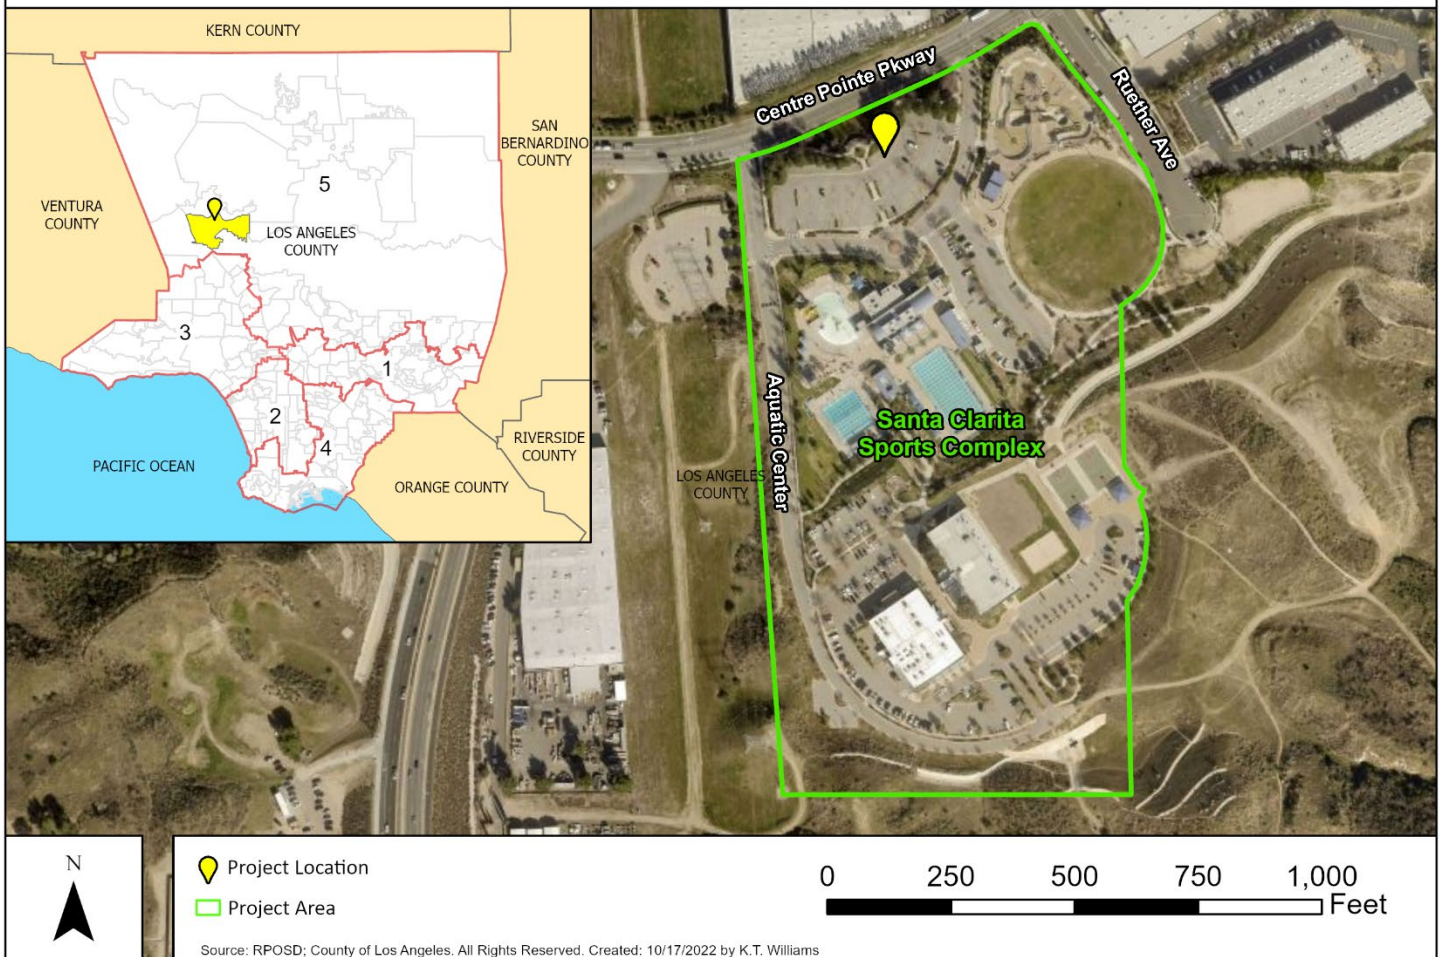 KERN COUNTY
SAN
BERNARDINO
COUNTY
5
VENTURA
COUNTY
LOS ANGELES
COUNTY
3
1
2
4
RIVERSIDE
COUNTY
PACIFIC OCEAN
ORANGE COUNTY
Centre Pointe Pkway
Ruether Ave
Aquatic Center
Santa Clarita
Sports Complex
LOS ANGELES
COUNTY
N
Project Location
Project Area
0 250 500 750 1,000
Feet
Source: RPOSD; County of Los Angeles. All Rights Reserved. Created: 10/17/2022 by K.T. Williams